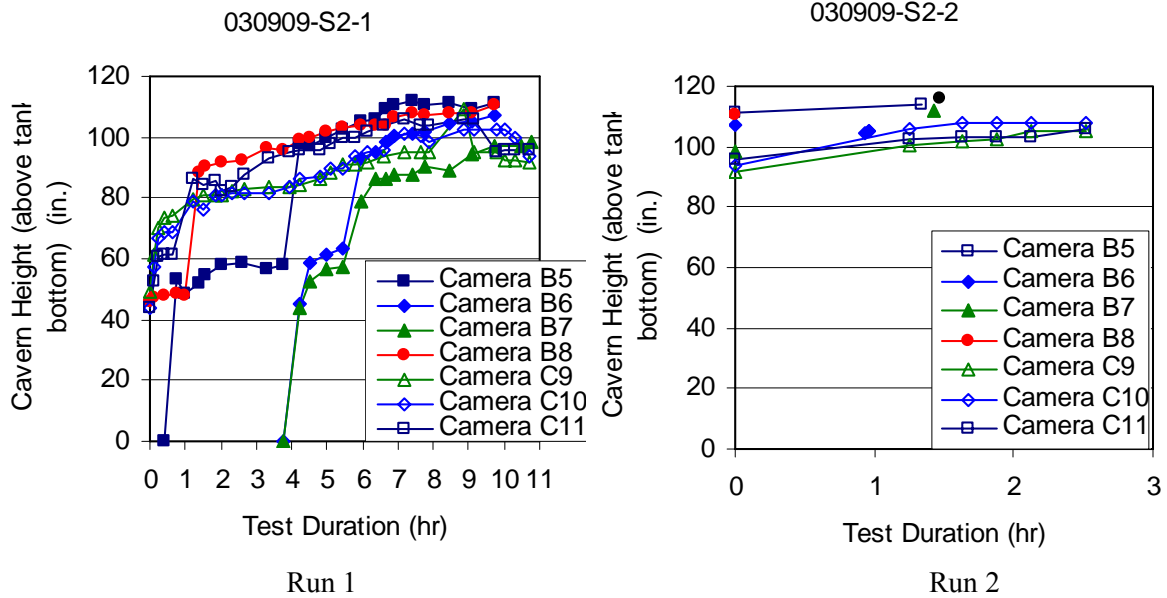 030909-S2-1
120
100
80
60
40
20
0
Cavern Height (above tank
bottom) (in.)
0 1 2 3 4 5 6 7 8 9 10 11
Test Duration (hr)
Camera B5
Camera B6
Camera B7
Camera B8
Camera C9
Camera C10
Camera C11
Run 1
030909-S2-2
120
100
80
60
40
20
0
Cavern Height (above tank
bottom) (in.)
0 1 2 3
Test Duration (hr)
Camera B5
Camera B6
Camera B7
Camera B8
Camera C9
Camera C10
Camera C11
Run 2